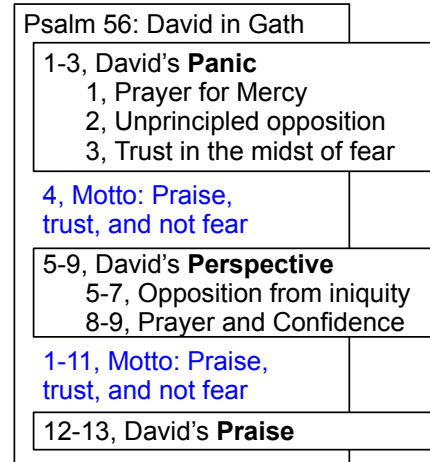 Psalm 56: David in Gath
1-3, David's Panic
1, Prayer for Mercy
2, Unprincipled opposition
3, Trust in the midst of fear
4, Motto: Praise,
trust, and not fear
5-9, David's Perspective
5-7, Opposition from iniquity
8-9, Prayer and Confidence
1-11, Motto: Praise,
trust, and not fear
12-13, David's Praise